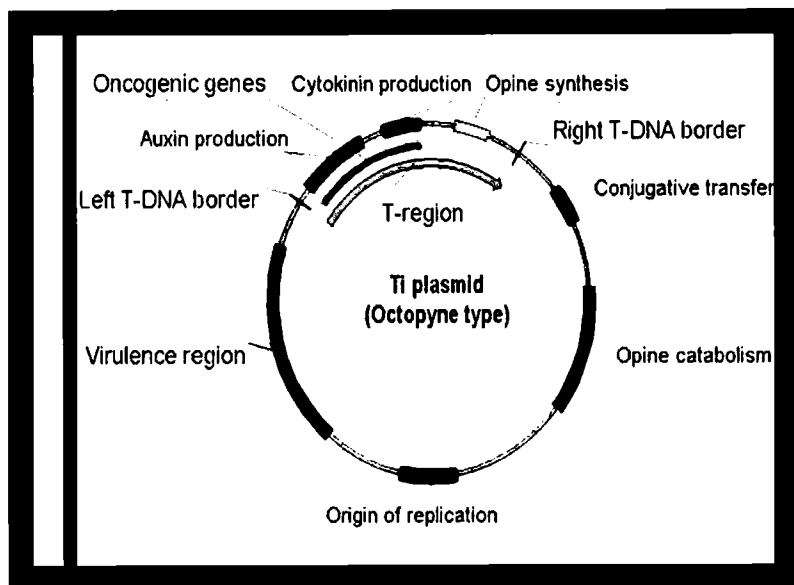 Oncogenic genes
Cytokinin production
Opine synthesis
Auxin production
Right T-DNA border
Left T-DNA border
Conjugative transfer
T-region
Ti plasmid
(Octopyne type)
Virulence region
Opine catabolism
Origin of replication